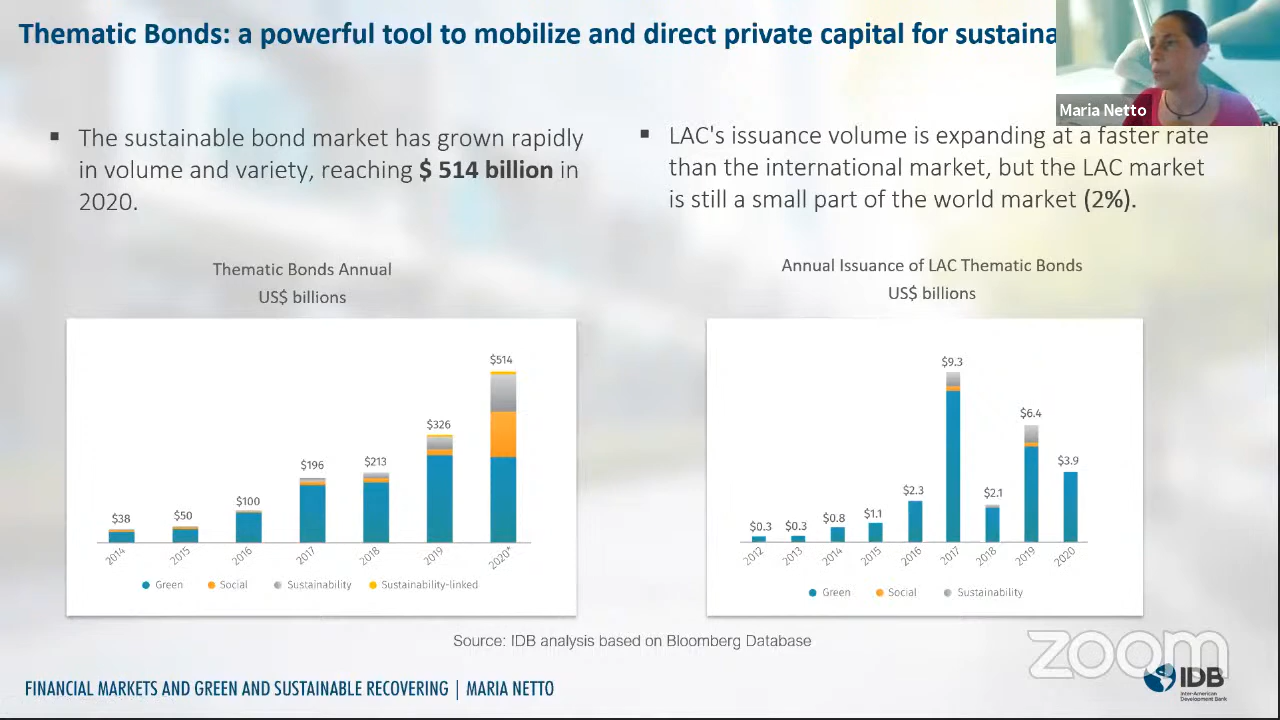 Thematic Bonds: a powerful tool to mobilize and direct private capital for sustaina
Maria Netto
▪ The sustainable bond market has grown rapidly
in volume and variety, reaching $ 514 billion in
2020.
▪ LAC's issuance volume is expanding at a faster rate
than the international market, but the LAC market
is still a small part of the world market (2%).
Thematic Bonds Annual
US$ billions
$514
$326
$213
$196
$100
$50
$38
2014 2015 2016 2017 2018 2019 2020*
Green Social Sustainability Sustainability-linked
Annual Issuance of LAC Thematic Bonds
US$ billions
$9.3
$6.4
$3.9
$2.3
$2.1
$1.1
$0.8
$0.3 $0.3
2012 2013 2014 2015 2016 2017 2018 2019 2020
Green Social Sustainability
Source: IDB analysis based on Bloomberg Database
zoom
FINANCIAL MARKETS AND GREEN AND SUSTAINABLE RECOVERING | MARIA NETTO
IDB
Inter-American
Development Bank